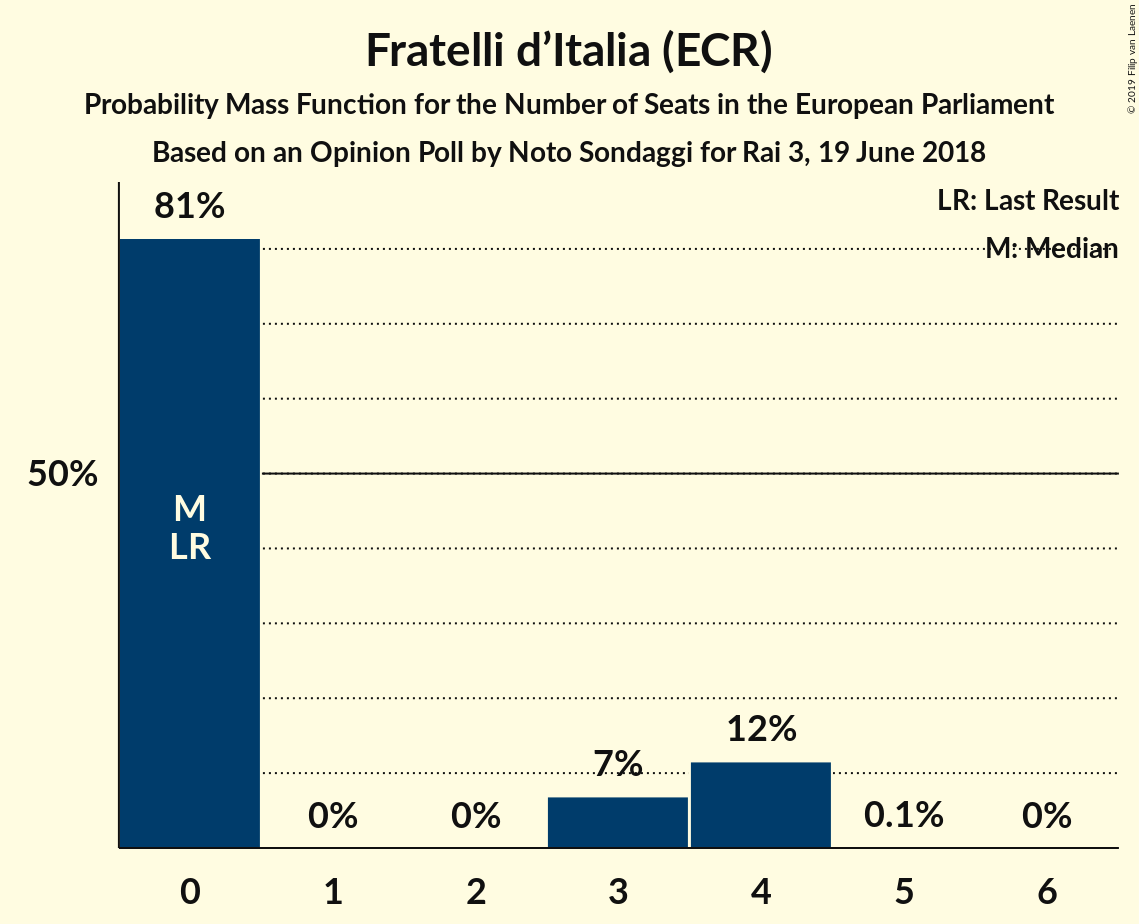 Fratelli d’Italia (ECR)
Probability Mass Function for the Number of Seats in the European Parliament
Based on an Opinion Poll by Noto Sondaggi for Rai 3, 19 June 2018
© 2019 Filip van Laenen
LR: Last Result
M: Median
81%
50%
M
LR
0%
0%
7%
12%
0.1%
0%
0
1
2
3
4
5
6